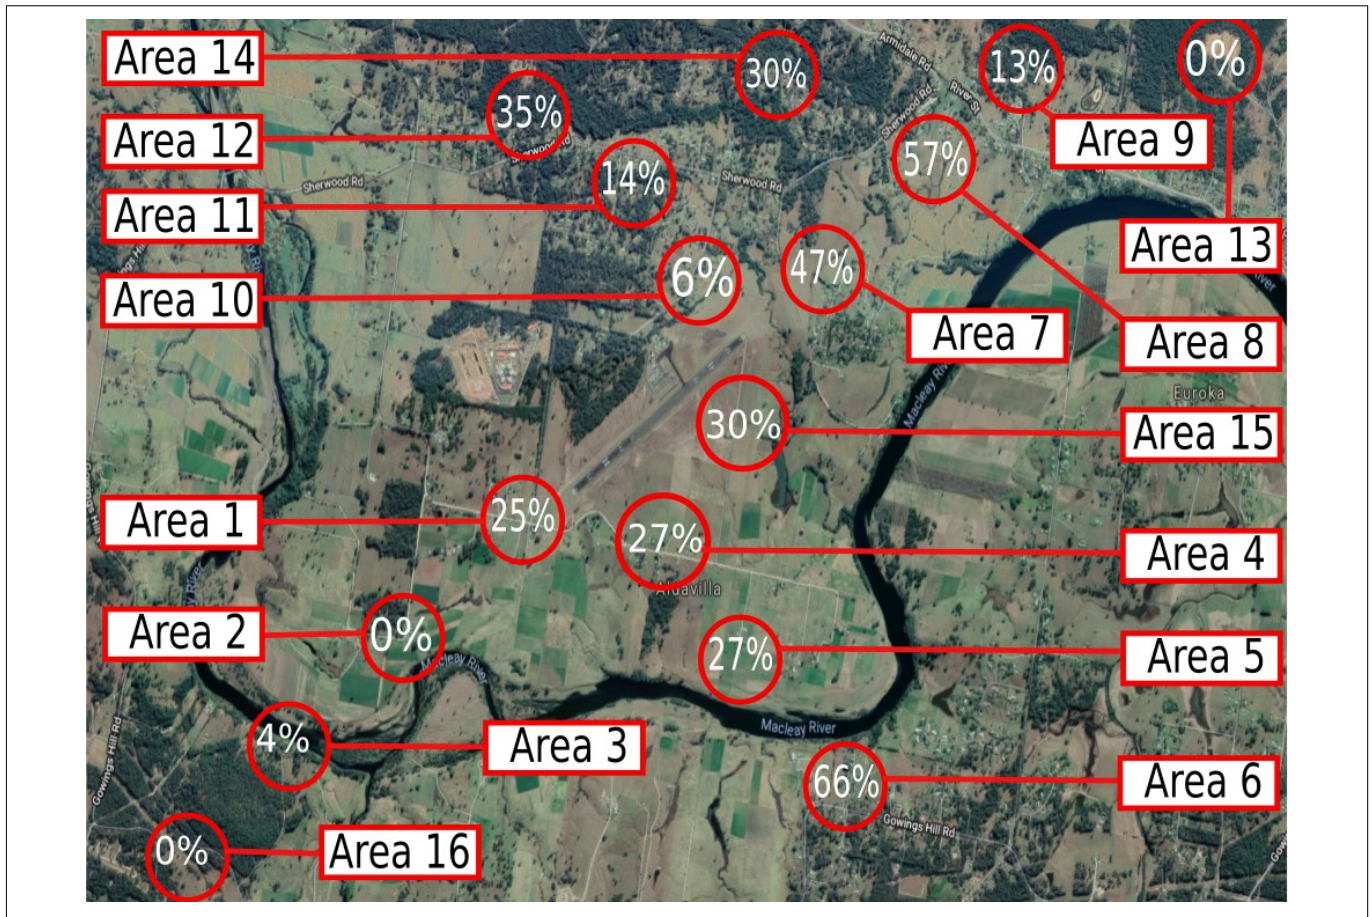 Area 14
30%
Armidale Rd
13%
0%
35%
Sherwood Rd
River St
Area 12
Sherwood Rd
57%
Area 9
14%
Sherwood Rd
Sherwood Rd
Area 11
Area 13
River
6%
47%
Area 10
Area 7
Area 8
Macleay River
Euroka
30%
Area 15
Area 1
25%
27%
Area 4
Aldavilla
Area 2
0%
Macleay River
27%
Area 5
Gowings Hill Rd
4%
Area 3
Macleay River
66%
Area 6
Gowings Hill Rd
0%
Area 16